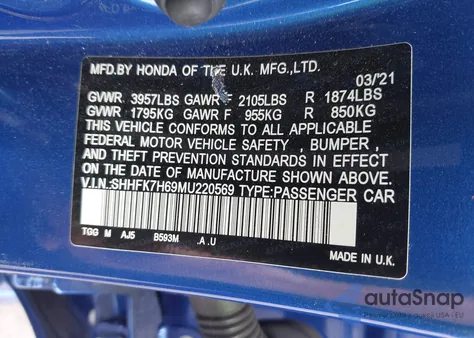 MFD.BY HONDA OF THE U.K. MFG.,LTD.
03/21
GVWR 3957LBS GAWR F 2105LBS R 1874LBS
GVWR 1795KG GAWR F 955KG R 850KG
THIS VEHICLE CONFORMS TO ALL APPLICABLE
FEDERAL MOTOR VEHICLE SAFETY , BUMPER ,
AND THEFT PREVENTION STANDARDS IN EFFECT
ON THE DATE OF MANUFACTURE SHOWN ABOVE.
V.I.N.:SHHFK7H69MU220569 TYPE:PASSENGER CAR
TGG M AJ5 B593M .A .U
MADE IN U.K.
autoSnap